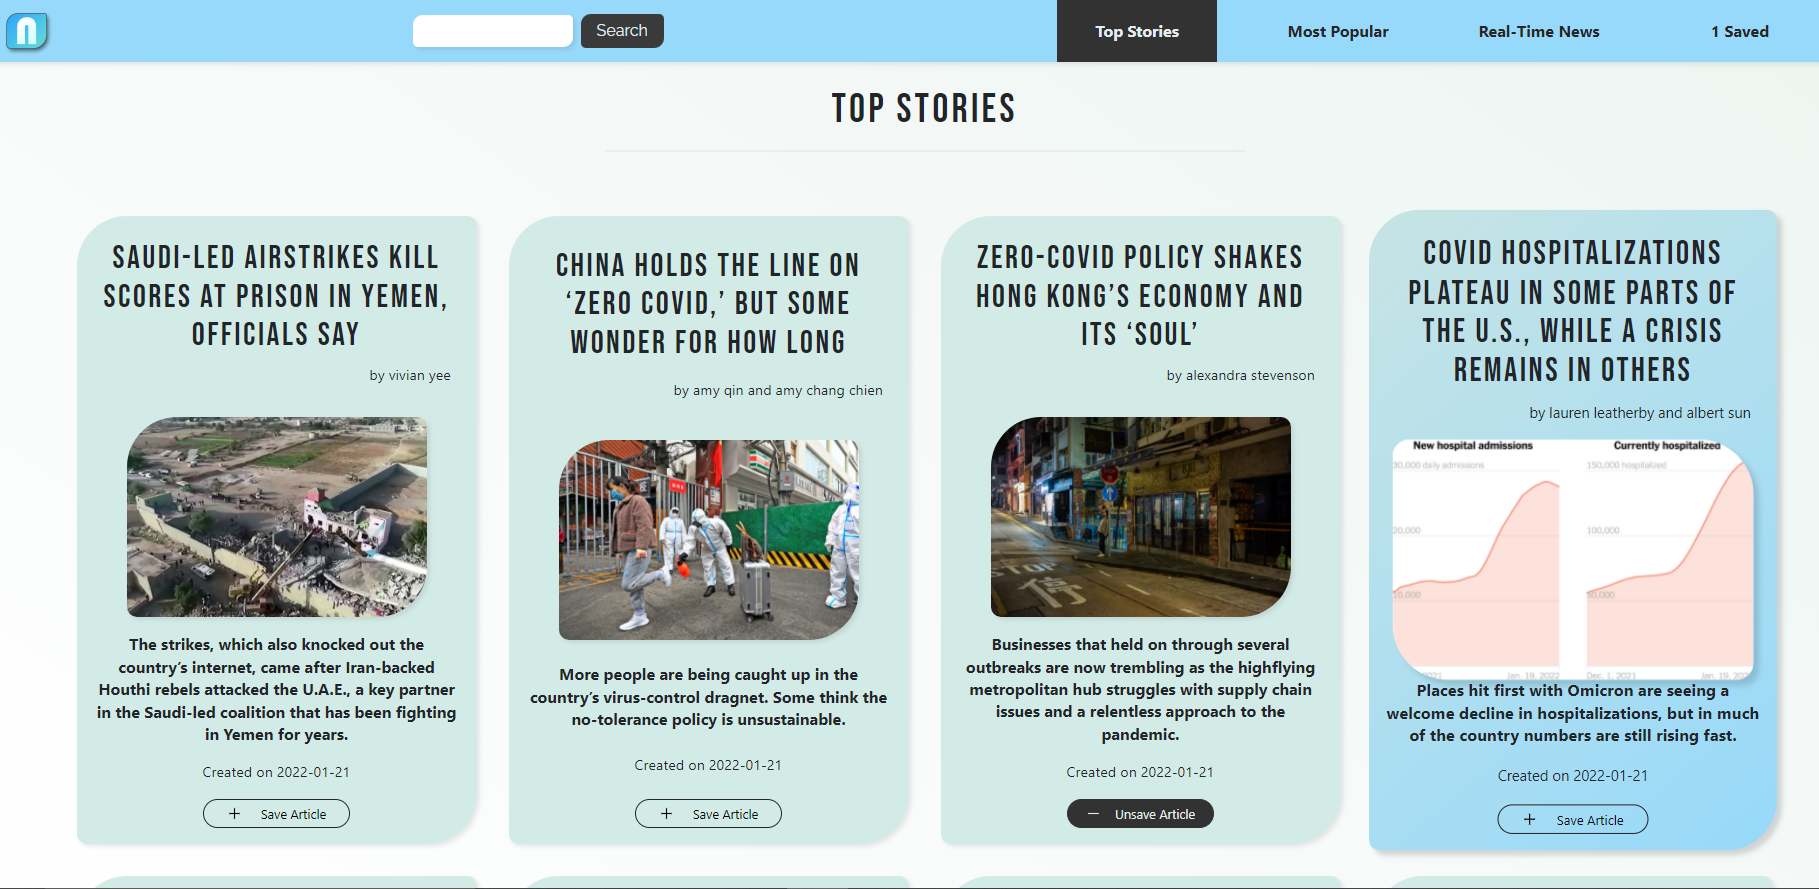 n
Search
Top Stories
Most Popular
Real-Time News
1 Saved
TOP STORIES
SAUDI-LED AIRSTRIKES KILL
SCORES AT PRISON IN YEMEN,
OFFICIALS SAY
by vivian yee
The strikes, which also knocked out the
country’s internet, came after Iran-backed
Houthi rebels attacked the U.A.E., a key partner
in the Saudi-led coalition that has been fighting
in Yemen for years.
Created on 2022-01-21
+ Save Article
CHINA HOLDS THE LINE ON
‘ZERO COVID,’ BUT SOME
WONDER FOR HOW LONG
by amy qin and amy chang chien
More people are being caught up in the
country’s virus-control dragnet. Some think the
no-tolerance policy is unsustainable.
Created on 2022-01-21
+ Save Article
ZERO-COVID POLICY SHAKES
HONG KONG’S ECONOMY AND
ITS ‘SOUL’
by alexandra stevenson
STOP
停
Businesses that held on through several
outbreaks are now trembling as the highflying
metropolitan hub struggles with supply chain
issues and a relentless approach to the
pandemic.
Created on 2022-01-21
− Unsave Article
COVID HOSPITALIZATIONS
PLATEAU IN SOME PARTS OF
THE U.S., WHILE A CRISIS
REMAINS IN OTHERS
by lauren leatherby and albert sun
New hospital admissions
30,000 daily admissions
20,000
10,000
2021
Jan. 19, 2022
Currently hospitalized
150,000 hospitalized
100,000
50,000
Dec. 1, 2021
Jan. 19, 202
Places hit first with Omicron are seeing a
welcome decline in hospitalizations, but in much
of the country numbers are still rising fast.
Created on 2022-01-21
+ Save Article